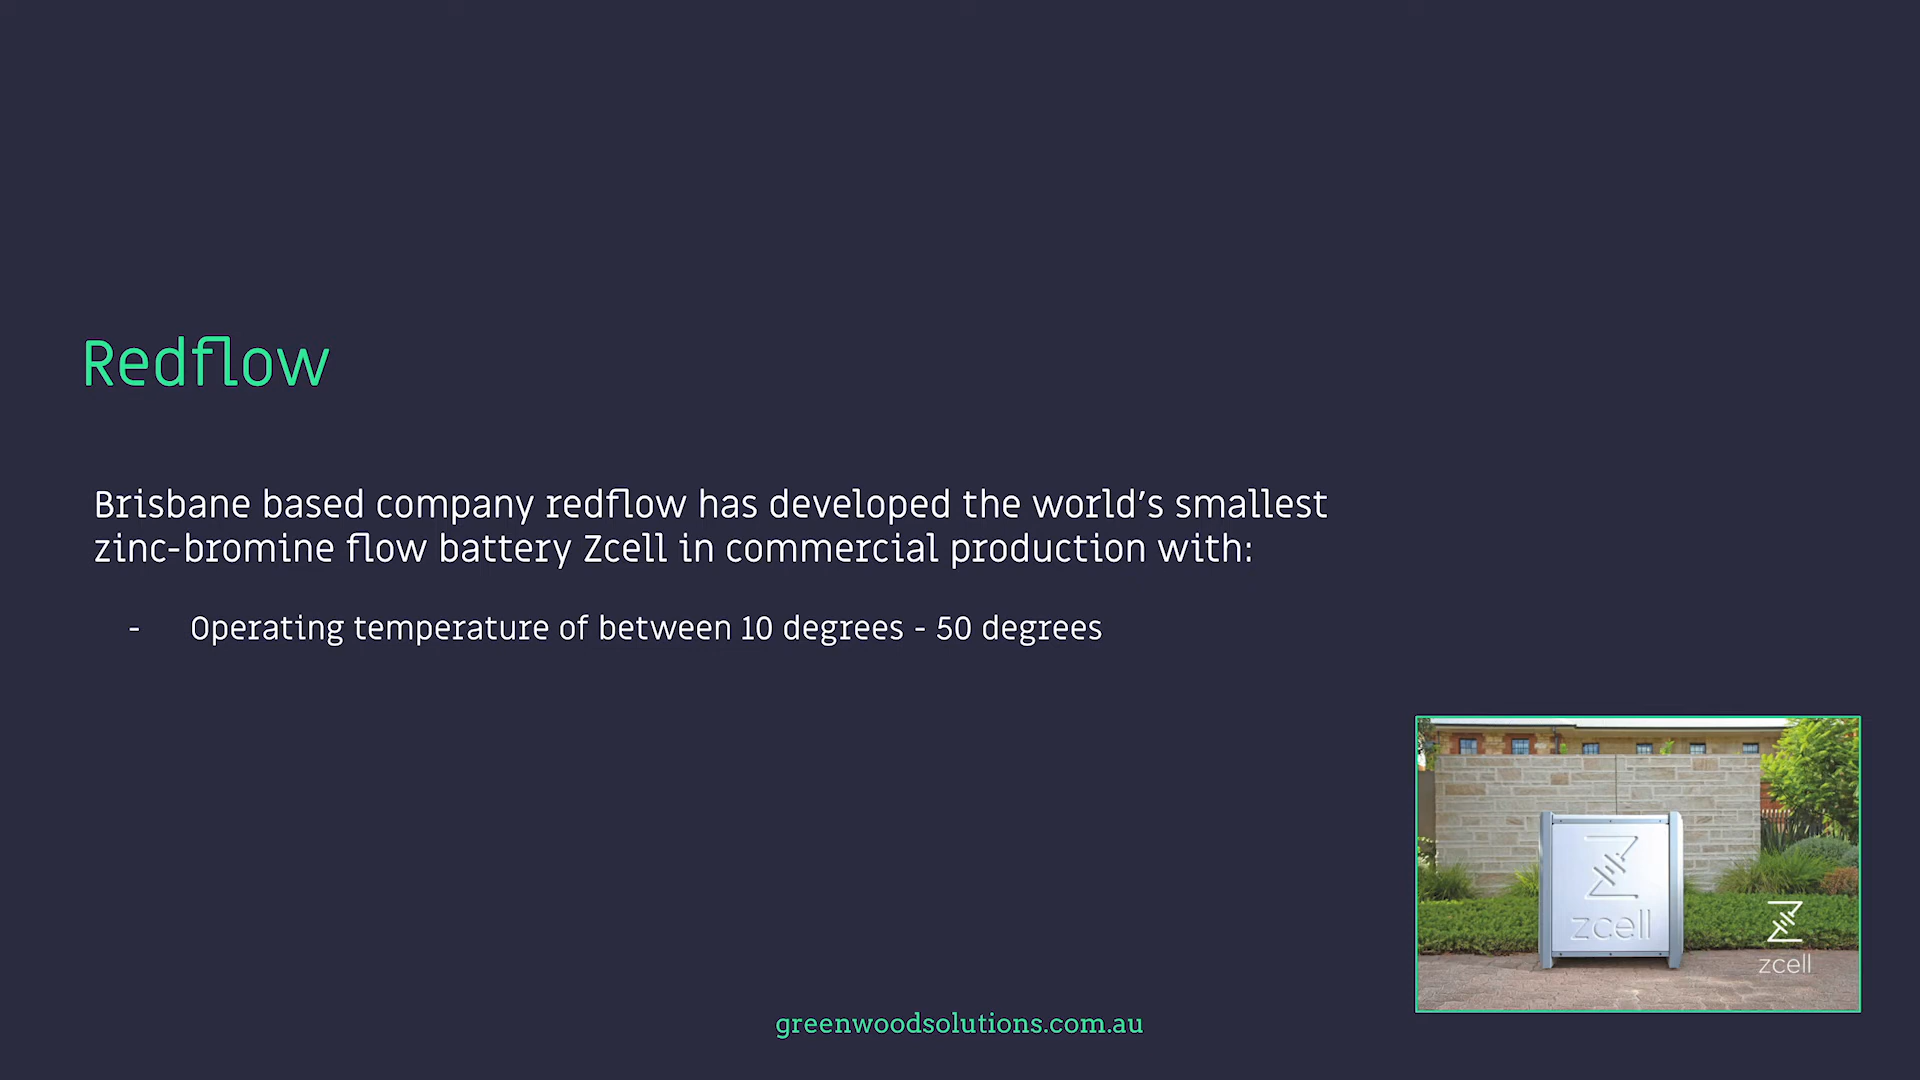 Redflow
Brisbane based company redflow has developed the world's smallest
zinc-bromine flow battery Zcell in commercial production with:
- Operating temperature of between 10 degrees - 50 degrees
zcell
zcell
greenwoodsolutions.com.au